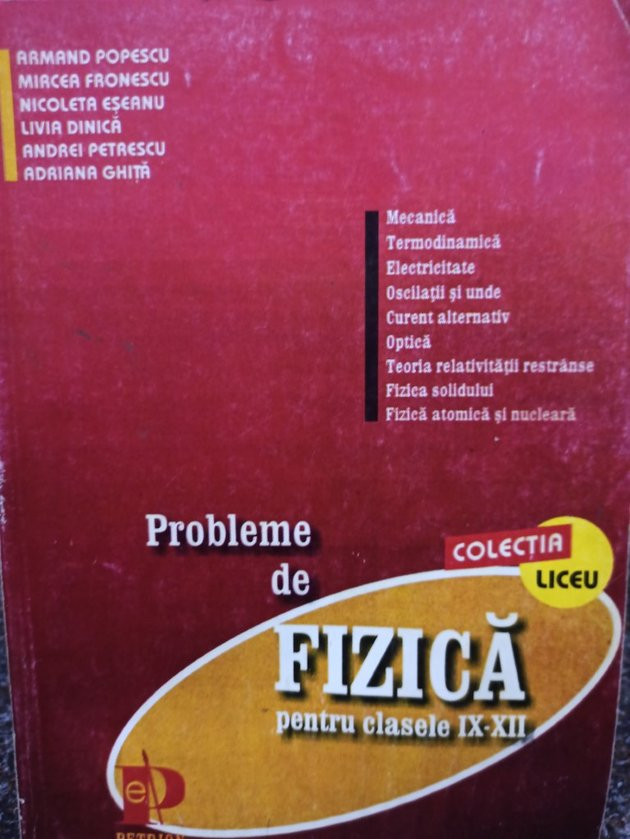 ARMAND POPESCU
MIRCEA FRONESCU
NICOLETA EȘEANU
LIVIA DINICĂ
ANDREI PETRESCU
ADRIANA GHIȚĂ
Mecanică
Termodinamică
Electricitate
Oscilații și unde
Curent alternativ
Optică
Teoria relativității restrânse
Fizica solidului
Fizică atomică și nucleară
Probleme
de
COLECȚIA
LICEU
FIZICĂ
pentru clasele IX-XII
eP
PETRION